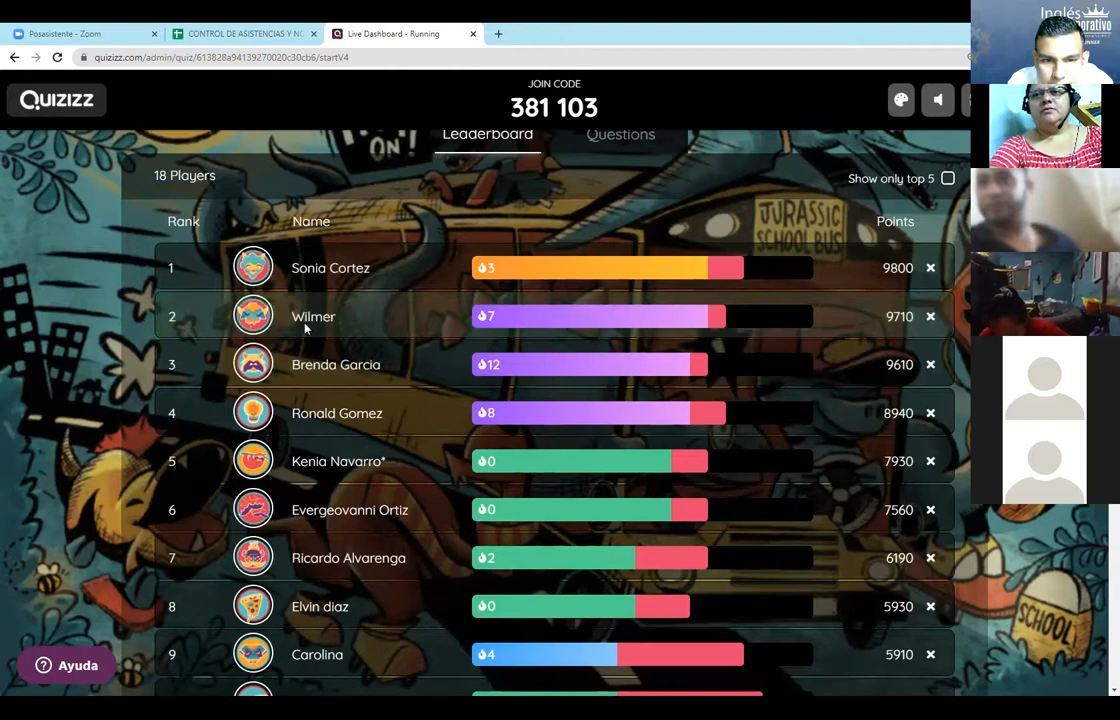 Posasistente - Zoom
CONTROL DE ASISTENCIAS Y NO
Live Dashboard - Running
quizizz.com/admin/quiz/613828a94139270020c30cb6/startV4
Inglés
QUIZIZZ
JOIN CODE
381 103
ON!
Leaderboard
Questions
18 Players
Show only top 5
Rank
Name
Points
JURASSIC
SCHOOL BUS
1
Sonia Cortez
3
9800
2
Wilmer
7
9710
3
Brenda Garcia
12
9610
4
Ronald Gomez
8
8940
5
Kenia Navarro*
0
7930
6
Evergeovanni Ortiz
0
7560
7
Ricardo Alvarenga
2
6190
8
Elvin diaz
0
5930
9
Carolina
4
5910
SCHOOL
Ayuda